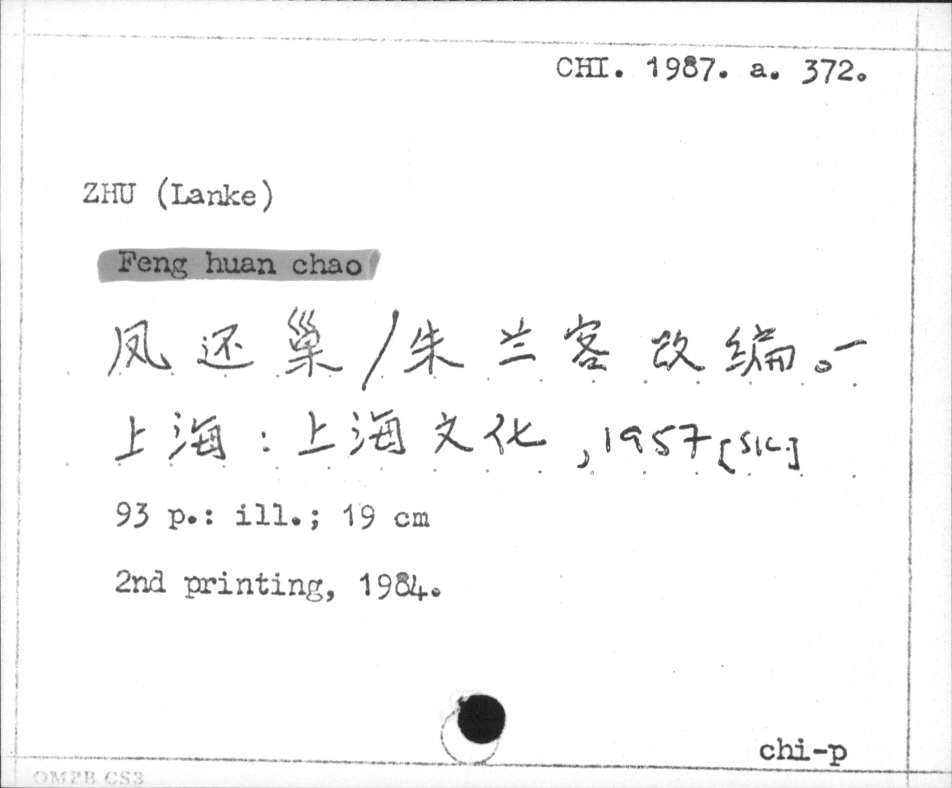 CHI. 1987. a. 372.
ZHU (Lanke)
Feng huan chao
凤还巢/朱兰客改编。—
上海:上海文化,1957[SIC]
93 p.: ill.; 19 cm
2nd printing, 1984.
chi-p
OMPB CS3